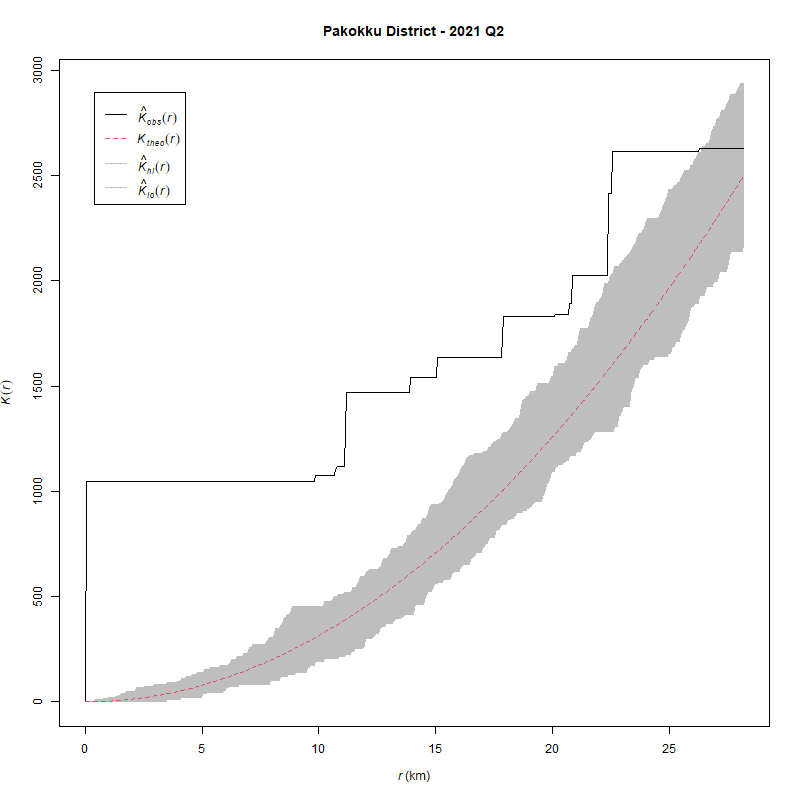 Pakokku District - 2021 Q2
K̂obs(r)
Ktheo(r)
K̂hi(r)
K̂lo(r)
3000
2500
2000
1500
1000
500
0
K(r)
0 5 10 15 20 25
r (km)